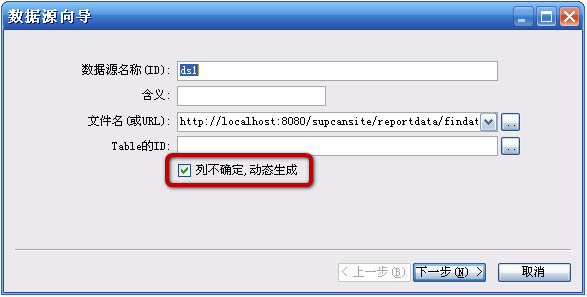 数据源向导
数据源名称(ID): ds1
含义:
文件名(或URL): http://localhost:8080/supcansite/reportdata/findat
Table的ID:
列不确定,动态生成
< 上一步(B) 下一步(N) > 取消